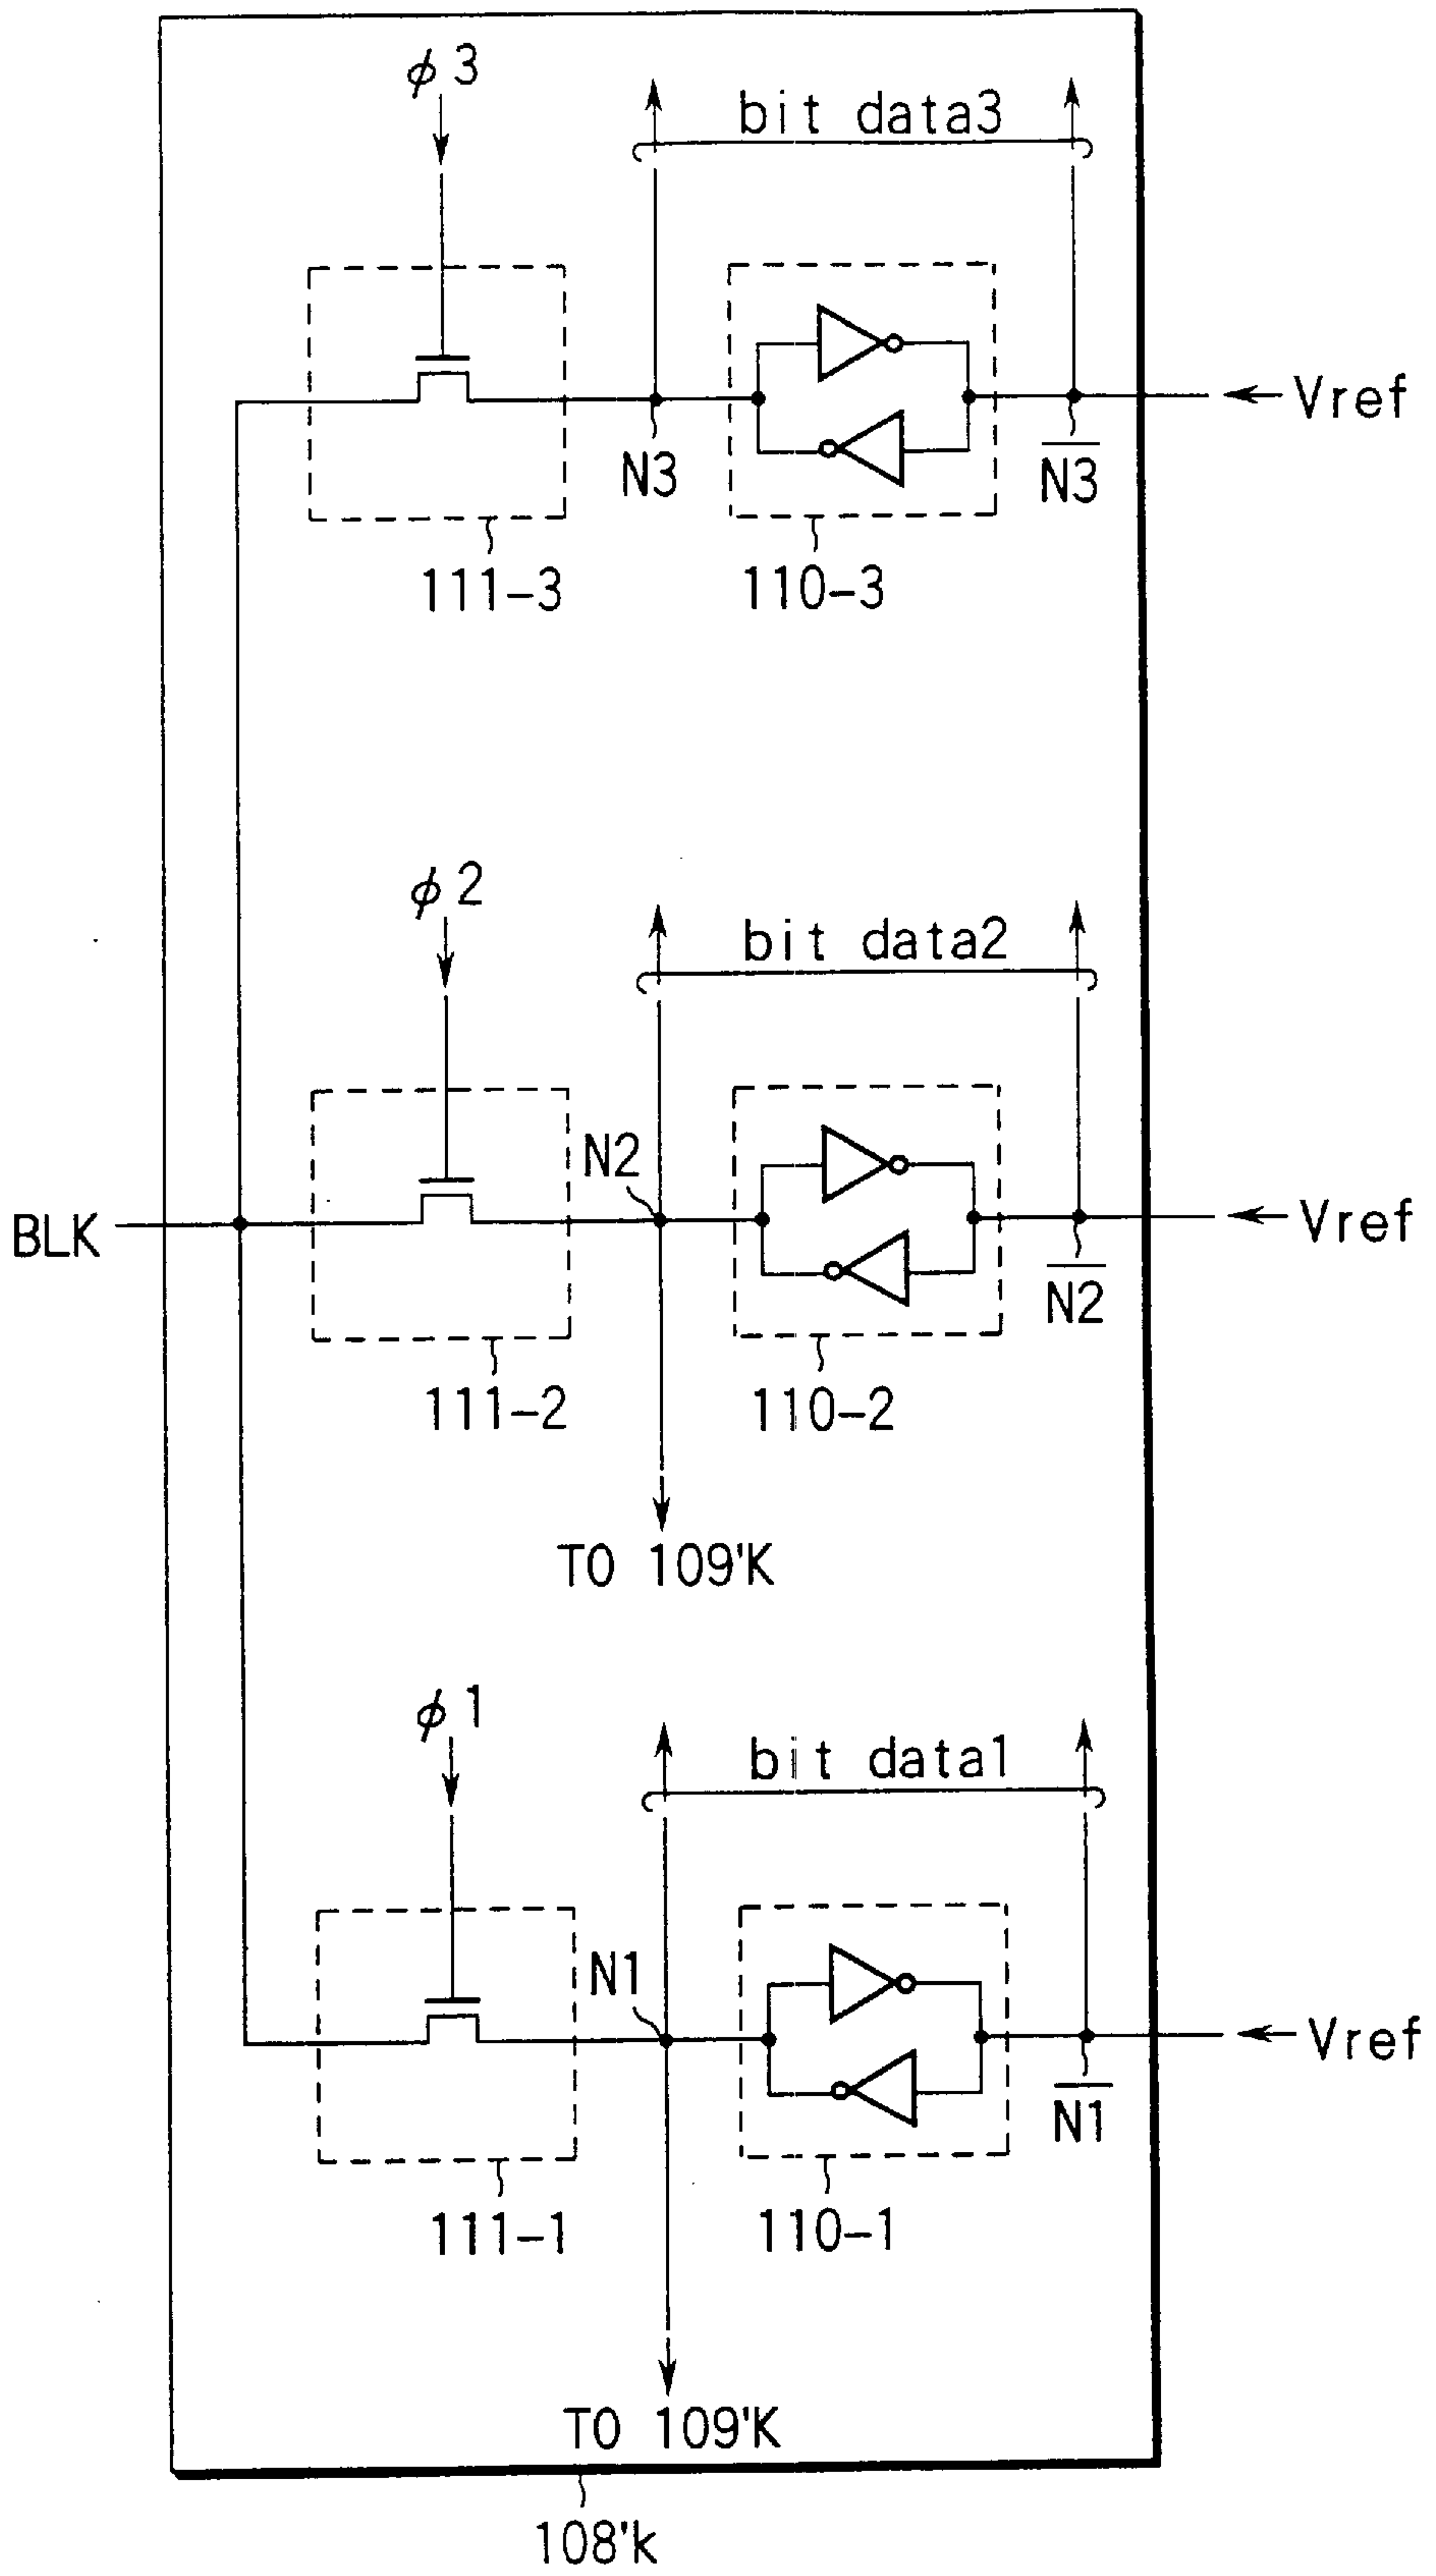 ϕ3
bit data3
Vref
N3
N3̅
111-3
110-3
ϕ2
bit data2
N2
BLK
Vref
N2̅
111-2
110-2
TO 109'K
ϕ1
bit data1
N1
Vref
N1̅
111-1
110-1
TO 109'K
108'k